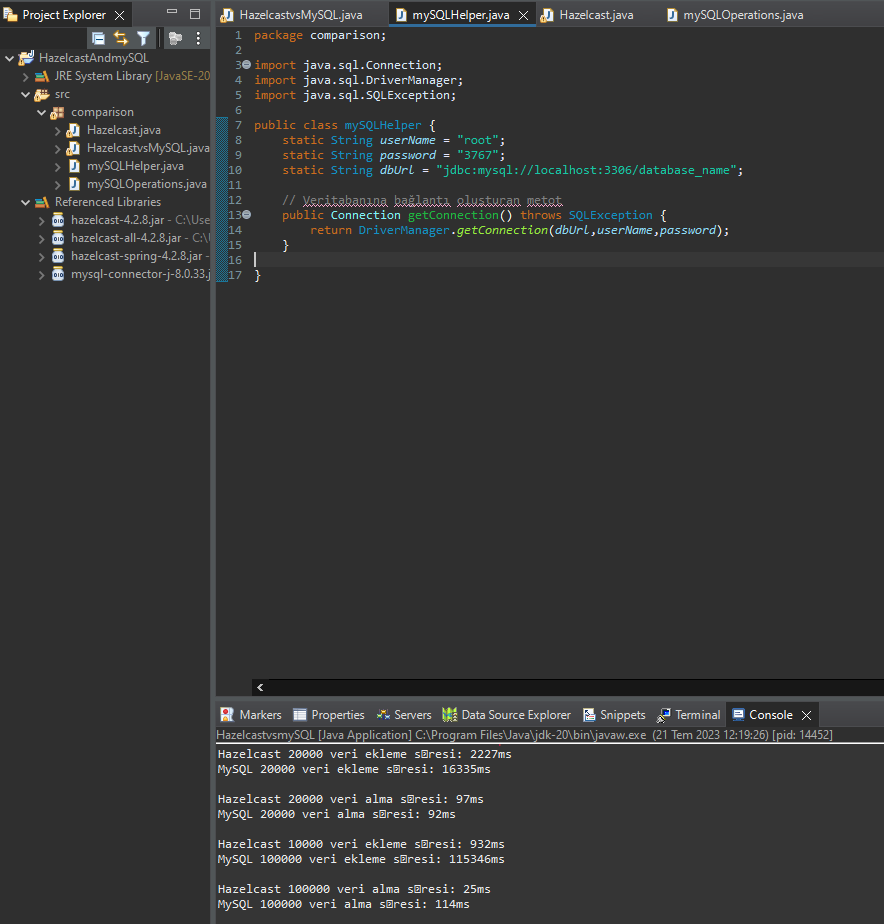 Project Explorer
HazelcastAndmySQL
JRE System Library [JavaSE-20
src
comparison
Hazelcast.java
HazelcastvsMySQL.java
mySQLHelper.java
mySQLOperations.java
Referenced Libraries
hazelcast-4.2.8.jar - C:\Use
hazelcast-all-4.2.8.jar - C:\
hazelcast-spring-4.2.8.jar -
mysql-connector-j-8.0.33.j
HazelcastvsMySQL.java mySQLHelper.java Hazelcast.java mySQLOperations.java
1 package comparison;
2
3 import java.sql.Connection;
4 import java.sql.DriverManager;
5 import java.sql.SQLException;
6
7 public class mySQLHelper {
8 static String userName = "root";
9 static String password = "3767";
10 static String dbUrl = "jdbc:mysql://localhost:3306/database_name";
11
12 // Veritabanına bağlantı oluşturan metot
13 public Connection getConnection() throws SQLException {
14 return DriverManager.getConnection(dbUrl,userName,password);
15 }
16
17 }
Markers Properties Servers Data Source Explorer Snippets Terminal Console
HazelcastvsmySQL [Java Application] C:\Program Files\Java\jdk-20\bin\javaw.exe (21 Tem 2023 12:19:26) [pid: 14452]
Hazelcast 20000 veri ekleme s�resi: 2227ms
MySQL 20000 veri ekleme s�resi: 16335ms
Hazelcast 20000 veri alma s�resi: 97ms
MySQL 20000 veri alma s�resi: 92ms
Hazelcast 10000 veri ekleme s�resi: 932ms
MySQL 100000 veri ekleme s�resi: 115346ms
Hazelcast 100000 veri alma s�resi: 25ms
MySQL 100000 veri alma s�resi: 114ms